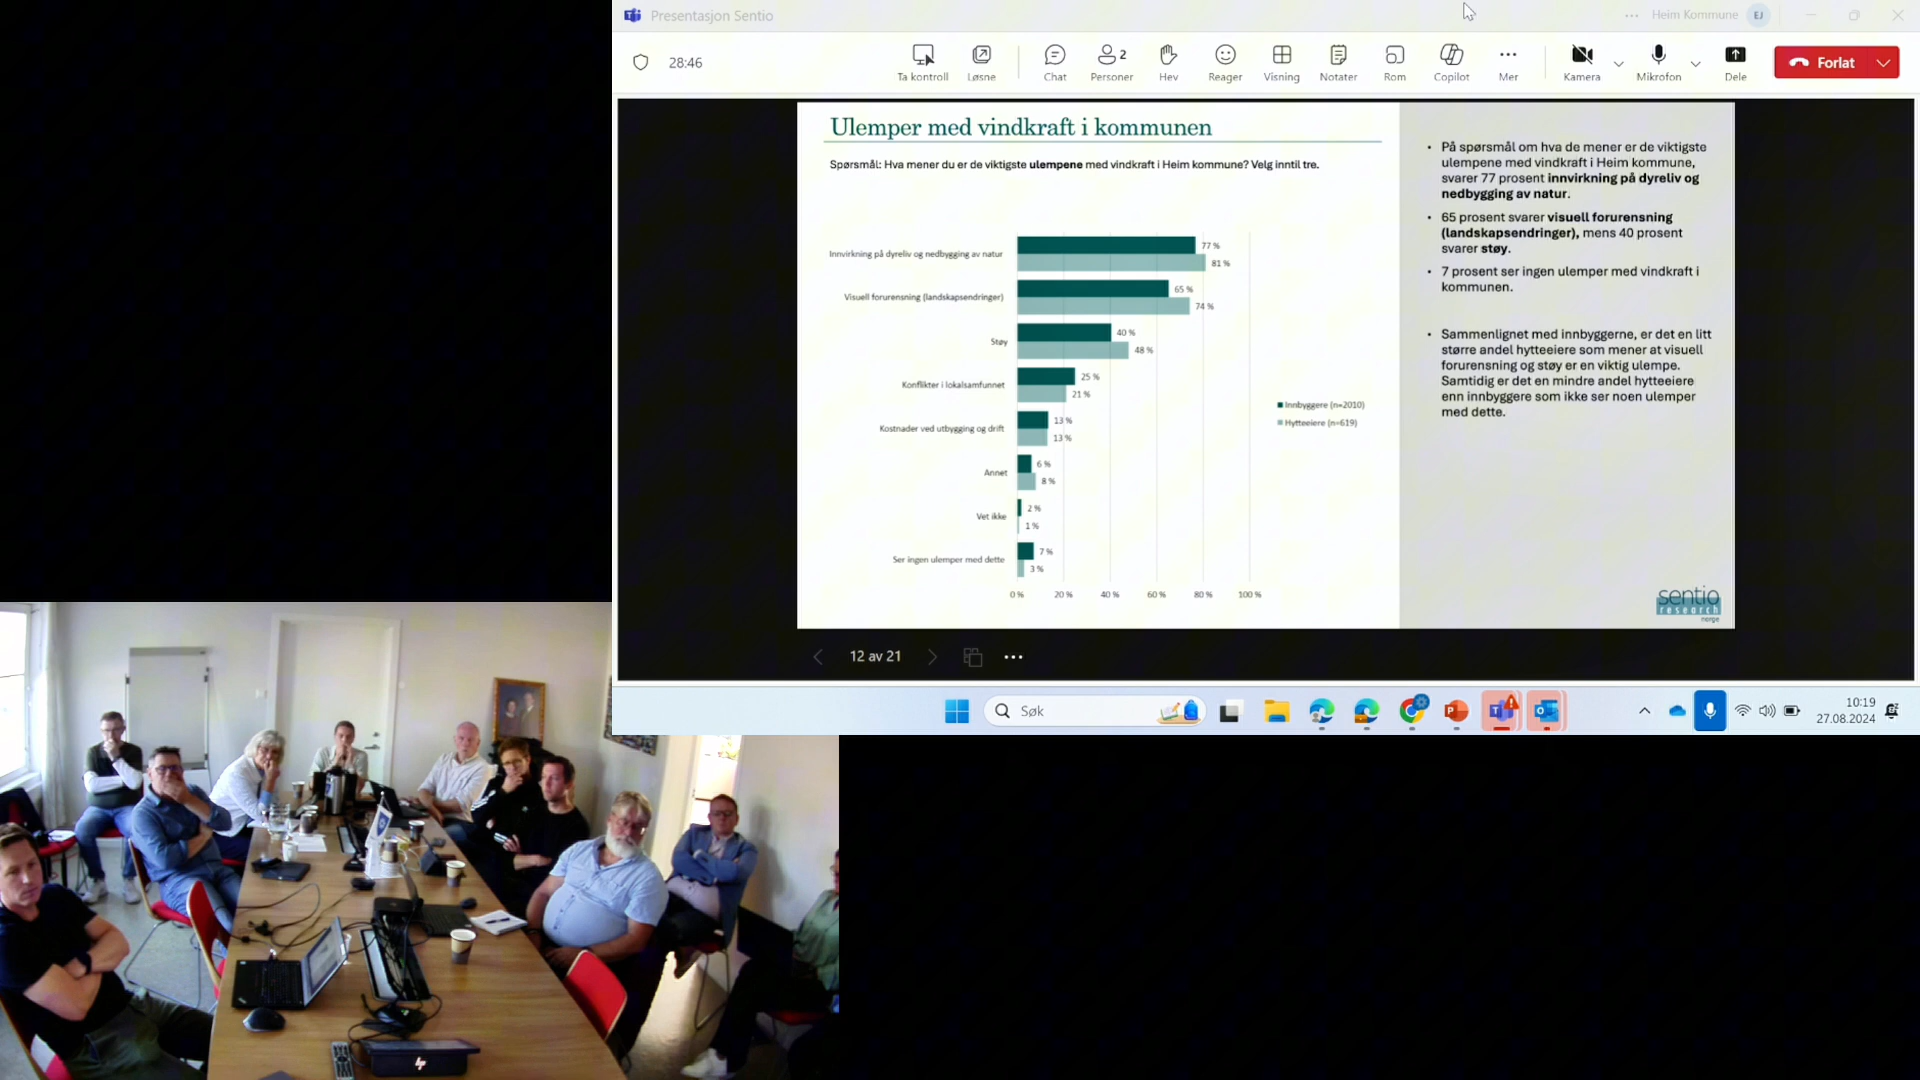 Presentasjon Sentio
Heim Kommune EJ
28:46
Ta kontroll
Løsne
Chat
Personer
2
Hev
Reager
Visning
Notater
Rom
Copilot
Mer
Kamera
Mikrofon
Dele
Forlat
Ulemper med vindkraft i kommunen
Spørsmål: Hva mener du er de viktigste ulempene med vindkraft i Heim kommune? Velg inntil tre.
Innvirkning på dyreliv og nedbygging av natur
77 %
81 %
Visuell forurensning (landskapsendringer)
65 %
74 %
Støy
40 %
48 %
Konflikter i lokalsamfunnet
25 %
21 %
Kostnader ved utbygging og drift
13 %
13 %
Annet
6 %
8 %
Vet ikke
2 %
1 %
Ser ingen ulemper med dette
7 %
3 %
0 % 20 % 40 % 60 % 80 % 100 %
Innbyggere (n=2010)
Hytteeiere (n=619)
• På spørsmål om hva de mener er de viktigste
ulempene med vindkraft i Heim kommune,
svarer 77 prosent innvirkning på dyreliv og
nedbygging av natur.
• 65 prosent svarer visuell forurensning
(landskapsendringer), mens 40 prosent
svarer støy.
• 7 prosent ser ingen ulemper med vindkraft i
kommunen.
• Sammenlignet med innbyggerne, er det en litt
større andel hytteeiere som mener at visuell
forurensning og støy er en viktig ulempe.
Samtidig er det en mindre andel hytteeiere
enn innbyggere som ikke ser noen ulemper
med dette.
sentio
research
norge
12 av 21
Søk
10:19
27.08.2024